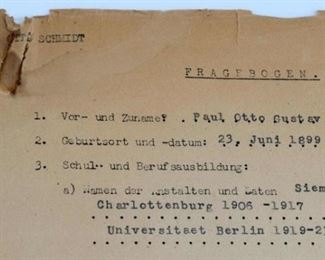 OTTO SCHMIDT
FRAGEBOGEN.
1. Vor- und Zuname: . Paul Otto Gustav
2. Geburtsort und -datum: 23. Juni 1899
3. Schul- und Berufsausbildung:
a) Namen der Anstalten und Daten Siem
Charlottenburg 1906 -1917
Universitaet Berlin 1919-2